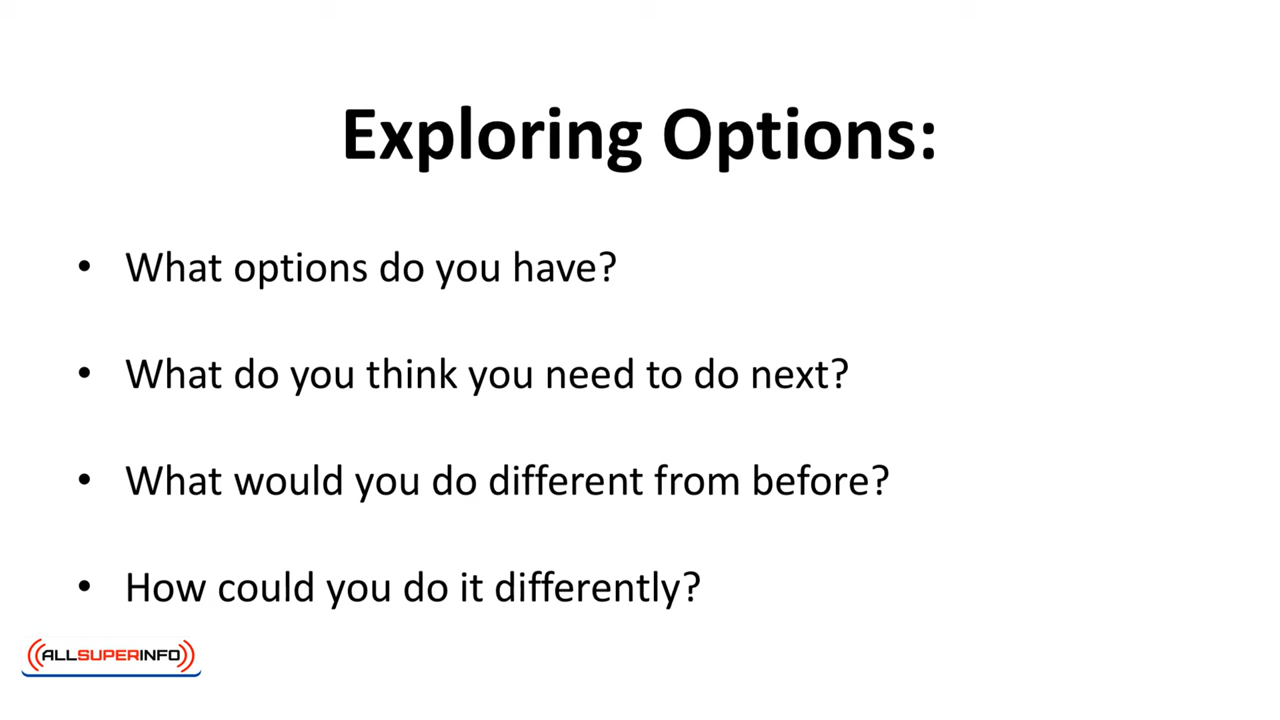 Exploring Options:
• What options do you have?
• What do you think you need to do next?
• What would you do different from before?
• How could you do it differently?
ALLSUPERINFO